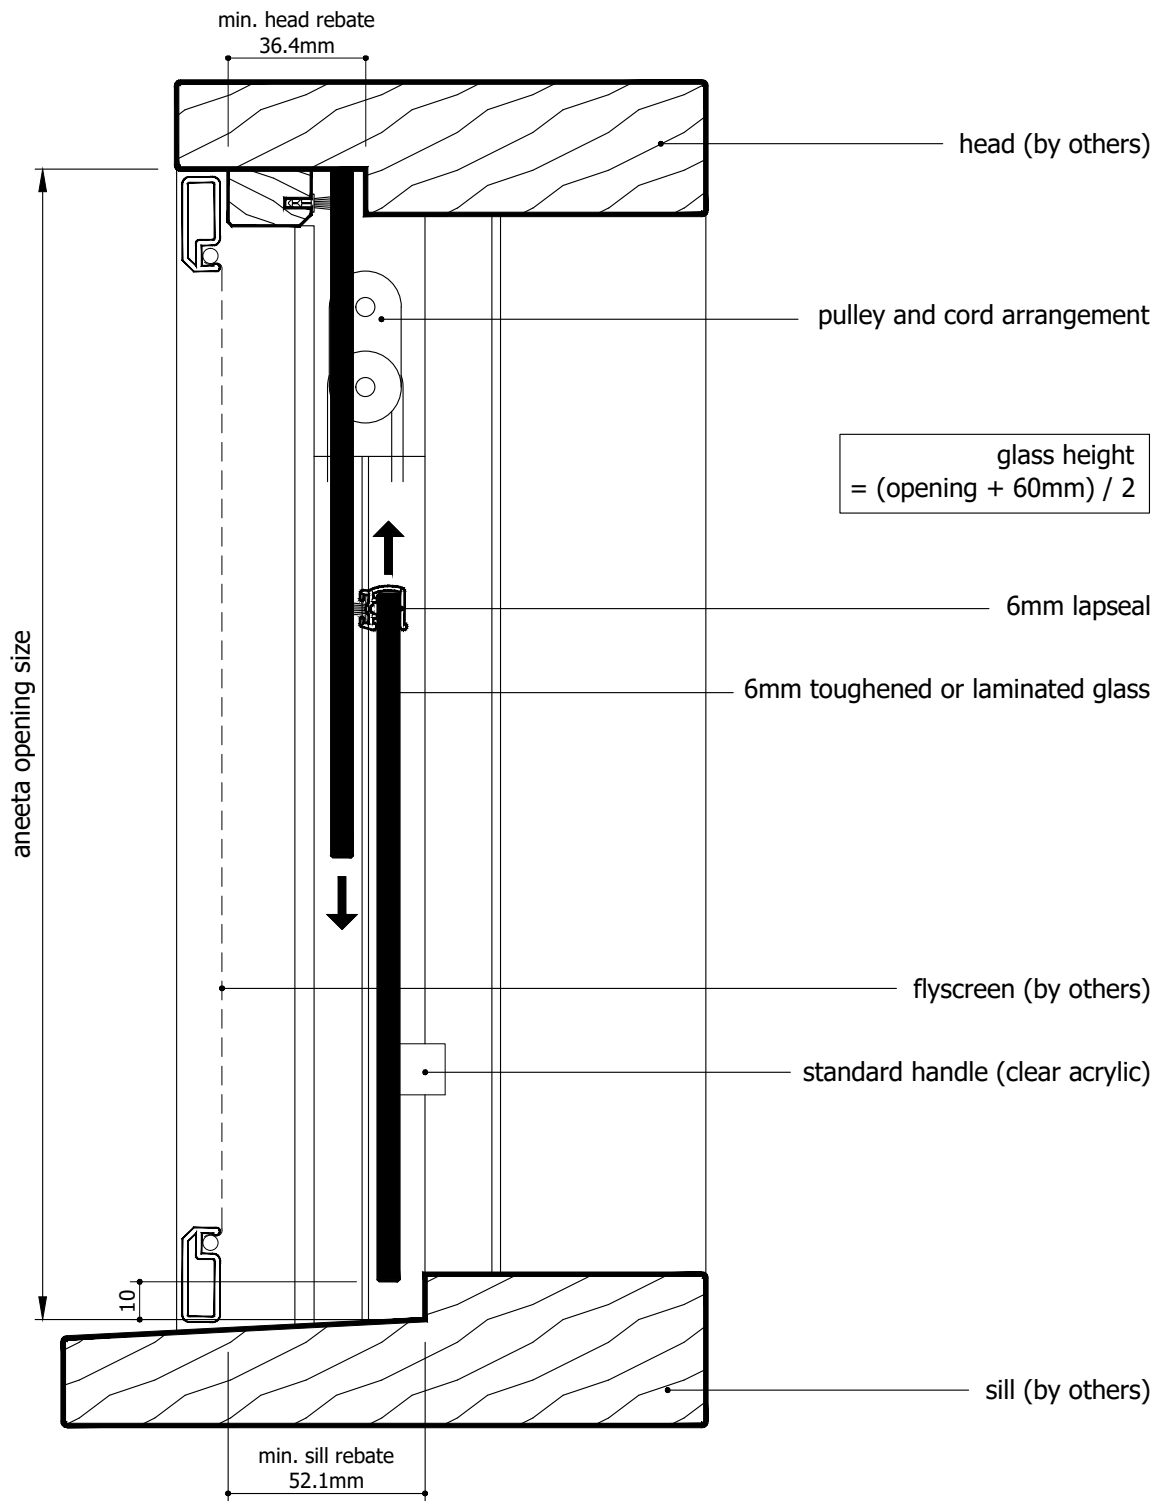 min. head rebate
36.4mm
head (by others)
pulley and cord arrangement
glass height
= (opening + 60mm) / 2
6mm lapseal
6mm toughened or laminated glass
aneeta opening size
flyscreen (by others)
standard handle (clear acrylic)
10
sill (by others)
min. sill rebate
52.1mm